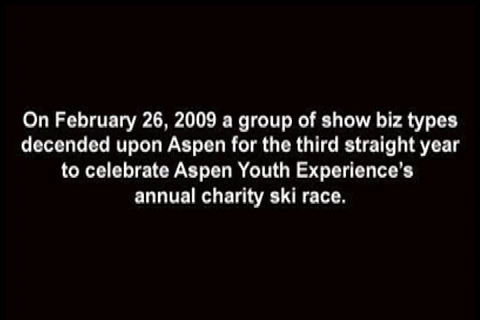 On February 26, 2009 a group of show biz types
decended upon Aspen for the third straight year
to celebrate Aspen Youth Experience's
annual charity ski race.